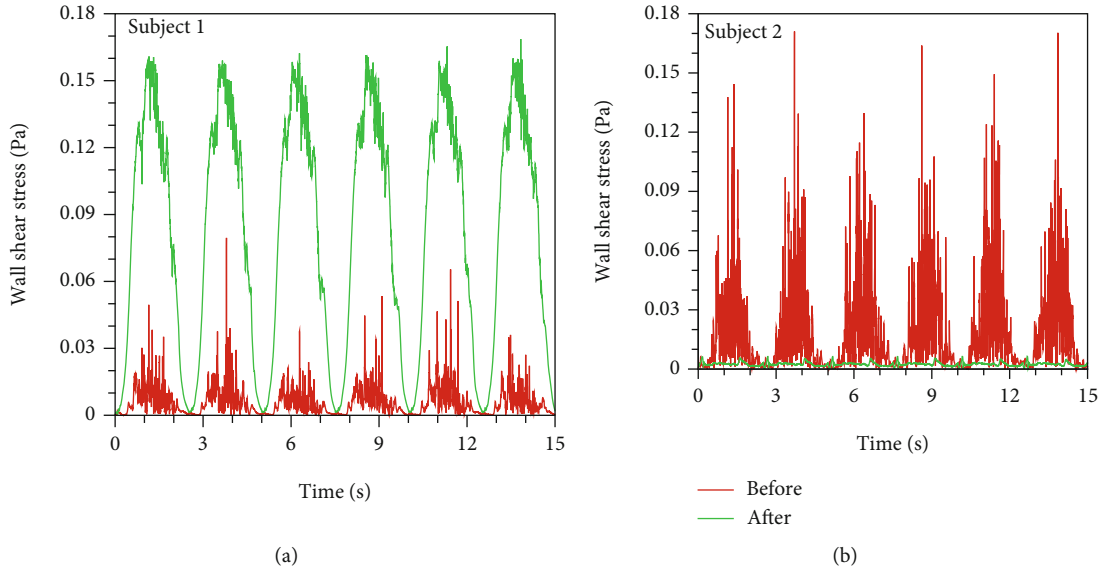 Subject 1
Wall shear stress (Pa)
0.18
0.15
0.12
0.09
0.06
0.03
0
0 3 6 9 12 15
Time (s)
(a)
Subject 2
Wall shear stress (Pa)
0.18
0.15
0.12
0.09
0.06
0.03
0
0 3 6 9 12 15
Time (s)
Before
After
(b)